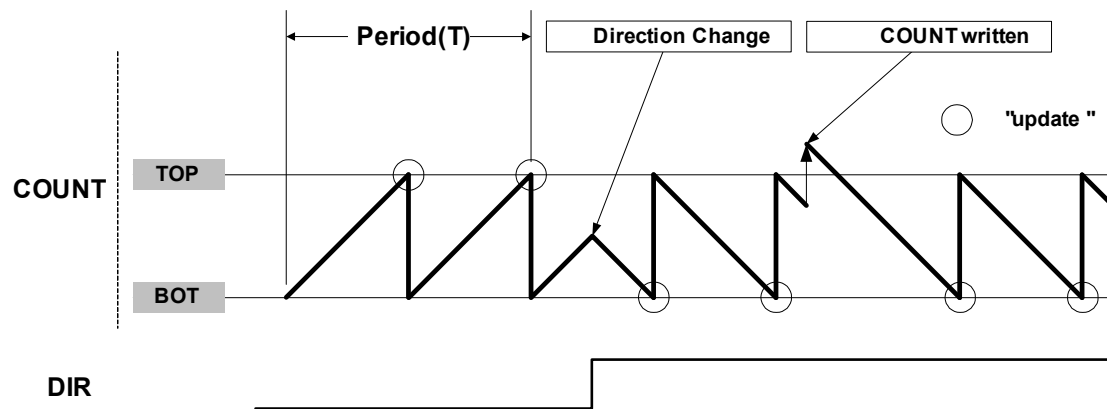 Period(T)
Direction Change
COUNT written
"update "
TOP
COUNT
BOT
DIR